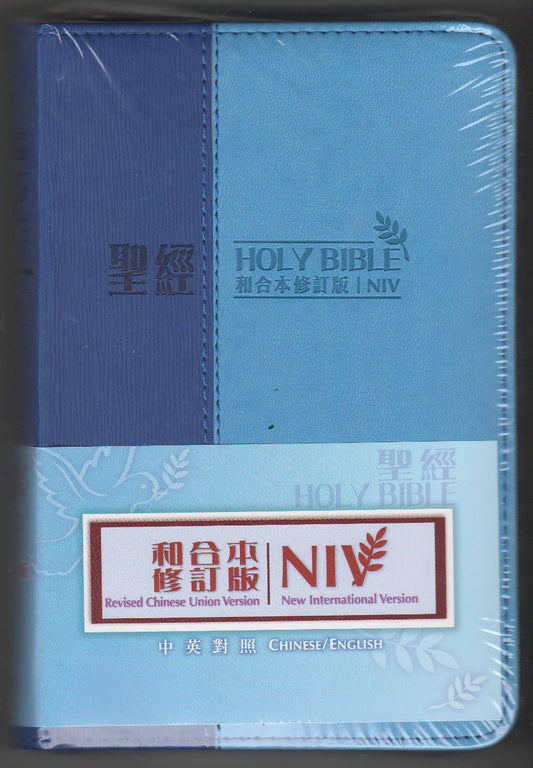 聖經
HOLY BIBLE
和合本修訂版 | NIV
聖經
HOLY BIBLE
和合本
修訂版
Revised Chinese Union Version
NIV
New International Version
中英對照 CHINESE/ENGLISH